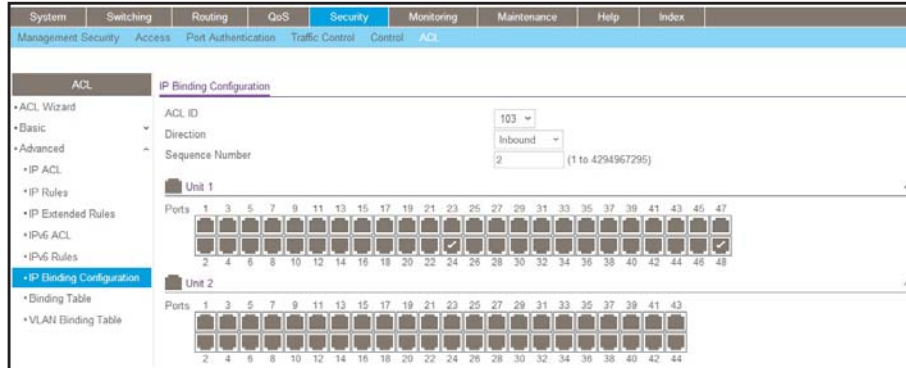 System Switching Routing QoS Security Monitoring Maintenance Help Index
Management Security Access Port Authentication Traffic Control Control ACL
ACL
• ACL Wizard
• Basic
• Advanced
• IP ACL
• IP Rules
• IP Extended Rules
• IPv6 ACL
• IPv6 Rules
• IP Binding Configuration
• Binding Table
• VLAN Binding Table
IP Binding Configuration
ACL ID 103
Direction Inbound
Sequence Number 2 (1 to 4294967295)
Unit 1
Ports 1 3 5 7 9 11 13 15 17 19 21 23 25 27 29 31 33 35 37 39 41 43 45 47
2 4 6 8 10 12 14 16 18 20 22 24 26 28 30 32 34 36 38 40 42 44 46 48
Unit 2
Ports 1 3 5 7 9 11 13 15 17 19 21 23 25 27 29 31 33 35 37 39 41 43
2 4 6 8 10 12 14 16 18 20 22 24 26 28 30 32 34 36 38 40 42 44